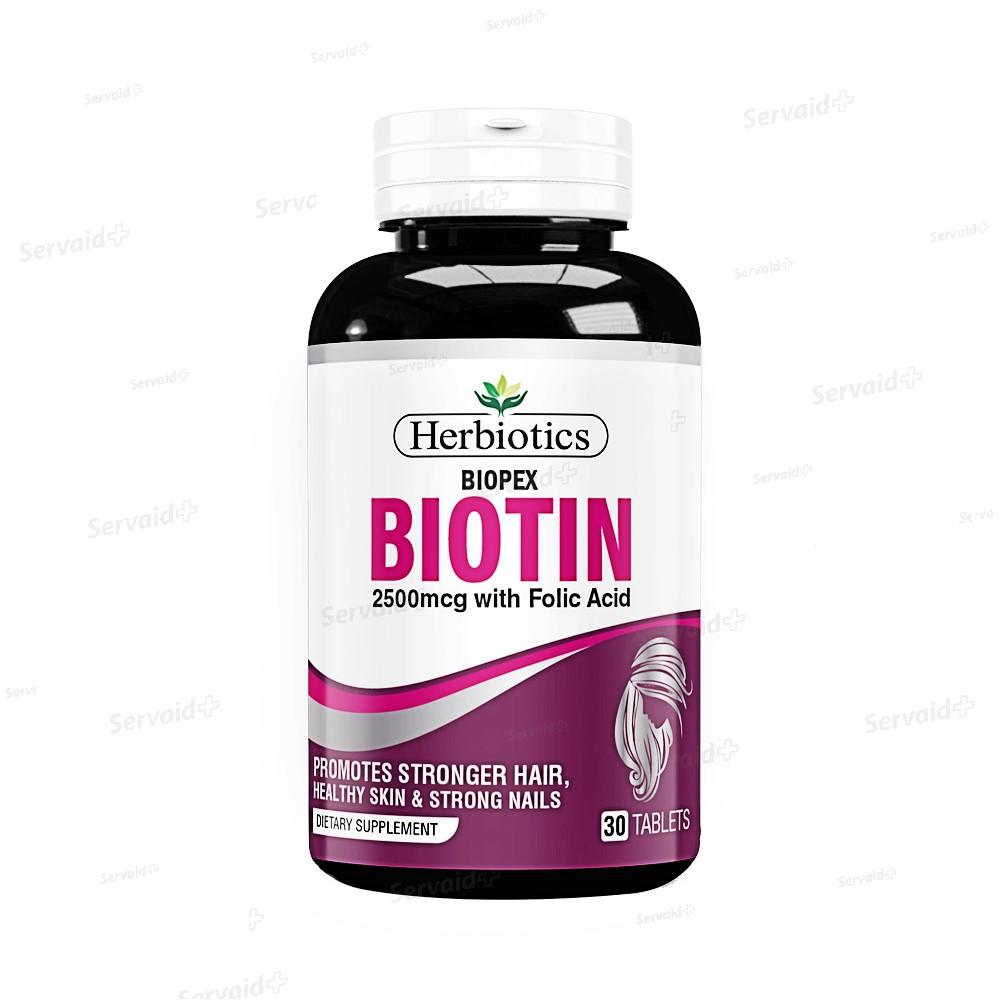 Herbiotics
BIOPEX
BIOTIN
2500mcg with Folic Acid
PROMOTES STRONGER HAIR,
HEALTHY SKIN & STRONG NAILS
DIETARY SUPPLEMENT
30 TABLETS
Servaid